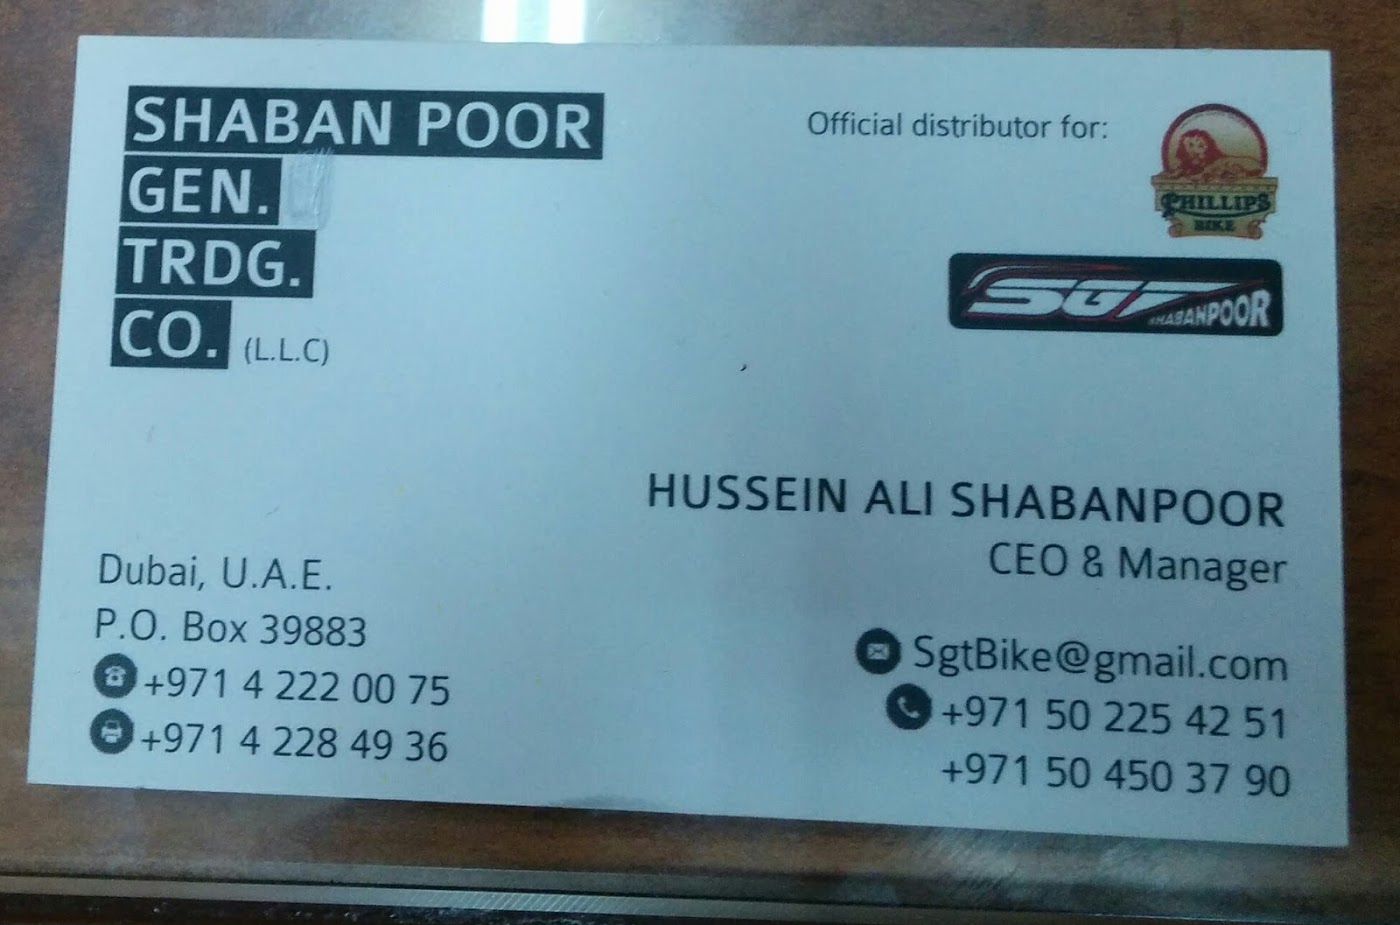 SHABAN POOR
GEN.
TRDG.
CO. (L.L.C)
Official distributor for:
PHILLIPS
BIKE
SGT
SHABANPOOR
HUSSEIN ALI SHABANPOOR
CEO & Manager
Dubai, U.A.E.
P.O. Box 39883
+971 4 222 00 75
+971 4 228 49 36
SgtBike@gmail.com
+971 50 225 42 51
+971 50 450 37 90